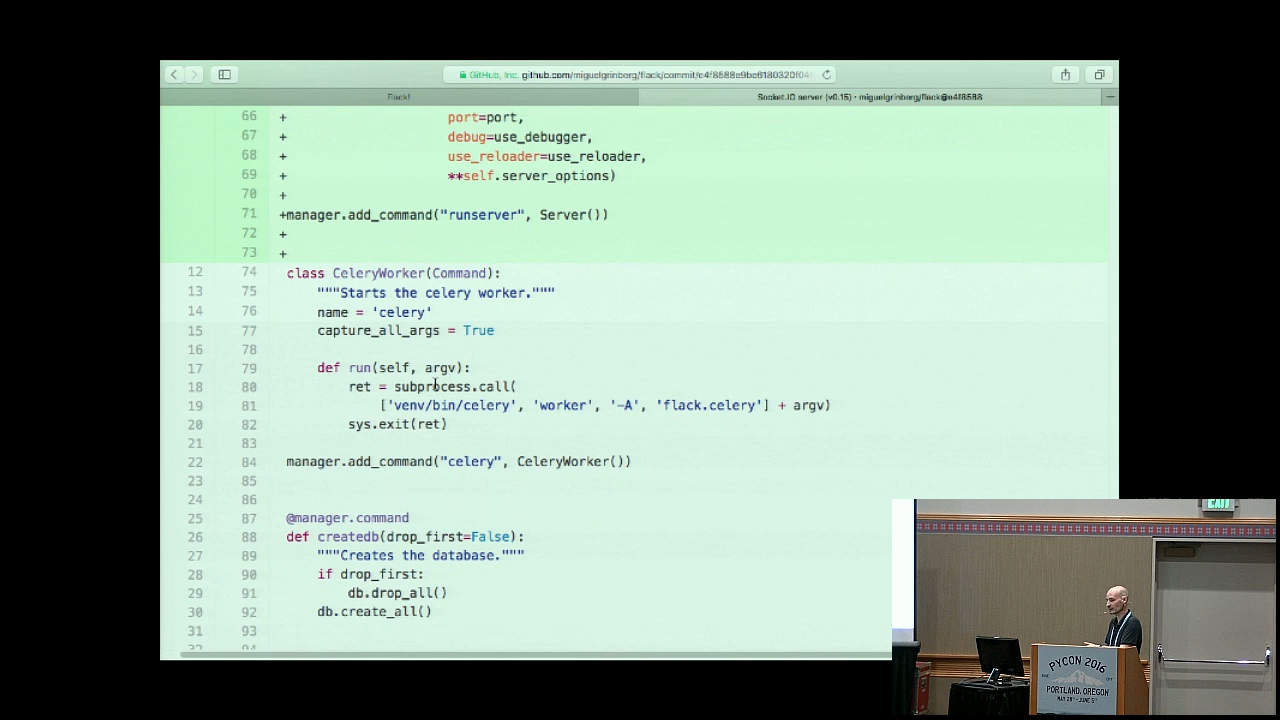 GitHub, Inc. github.com/miguelgrinberg/flack/commit/e4f8588e9be6180320f04
Flack!
Socket.IO server (v0.15) · miguelgrinberg/flack@e4f8588
66 + port=port,
67 + debug=use_debugger,
68 + use_reloader=use_reloader,
69 + **self.server_options)
70 +
71 +manager.add_command("runserver", Server())
72 +
73 +
12 74 class CeleryWorker(Command):
13 75 """Starts the celery worker."""
14 76 name = 'celery'
15 77 capture_all_args = True
16 78
17 79 def run(self, argv):
18 80 ret = subprocess.call(
19 81 ['venv/bin/celery', 'worker', '-A', 'flack.celery'] + argv)
20 82 sys.exit(ret)
21 83
22 84 manager.add_command("celery", CeleryWorker())
23 85
24 86
25 87 @manager.command
26 88 def createdb(drop_first=False):
27 89 """Creates the database."""
28 90 if drop_first:
29 91 db.drop_all()
30 92 db.create_all()
31 93
EXIT
PYCON 2016
PORTLAND, OREGON